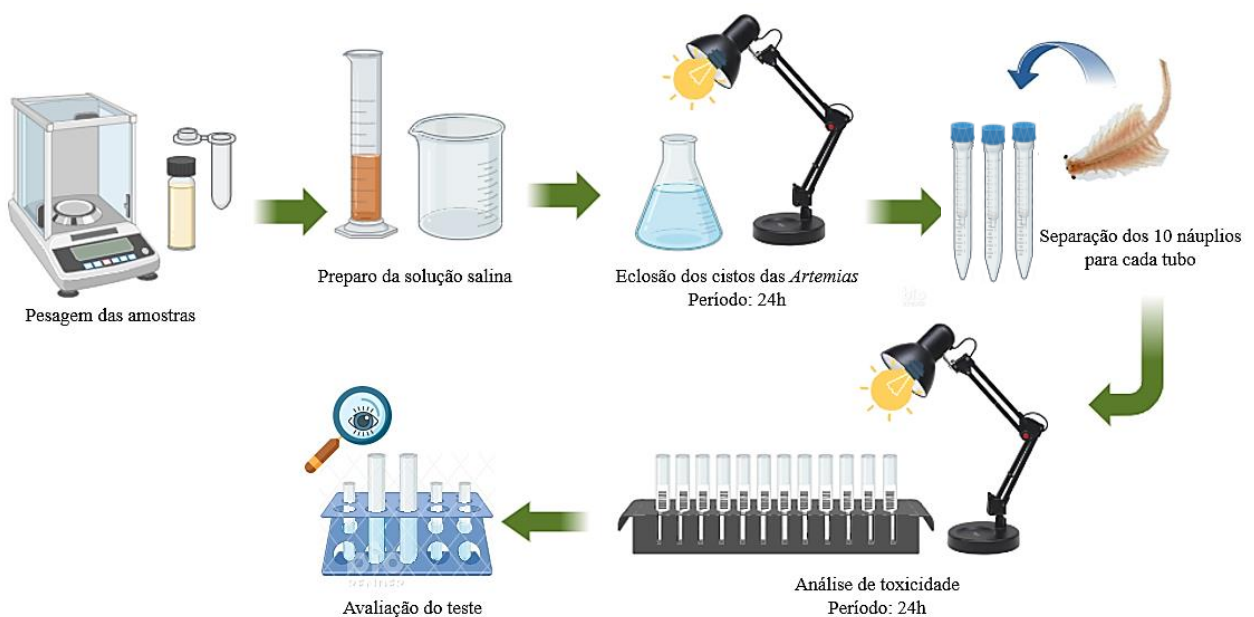 Pesagem das amostras
Preparo da solução salina
Eclosão dos cistos das Artemias
Período: 24h
Separação dos 10 náuplios
para cada tubo
Análise de toxicidade
Período: 24h
Avaliação do teste
RENDER